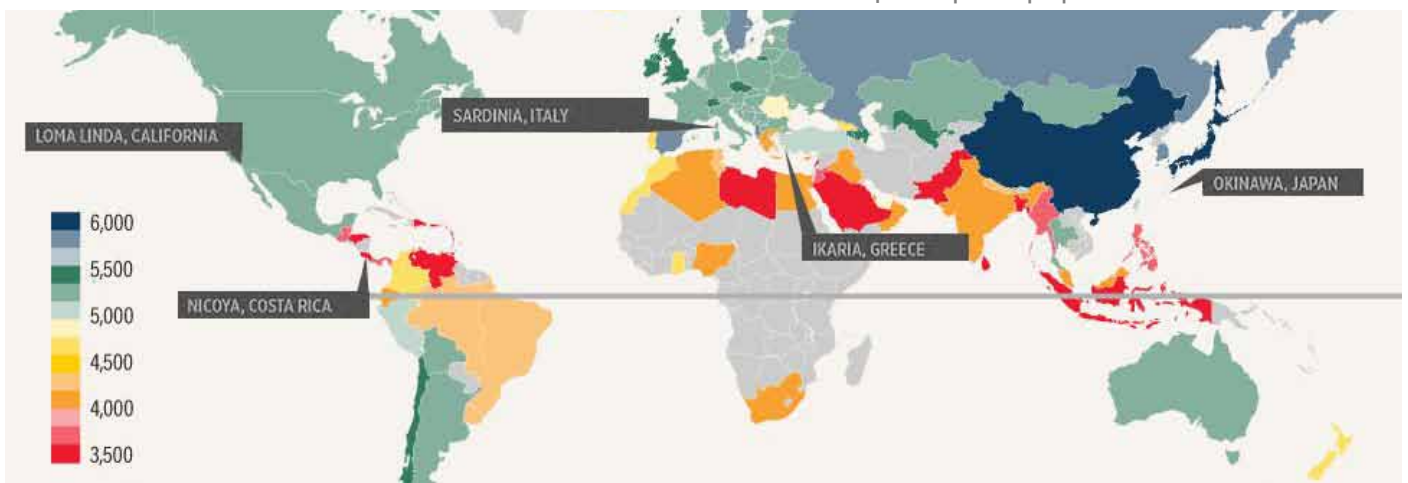 SARDINIA, ITALY
LOMA LINDA, CALIFORNIA
OKINAWA, JAPAN
IKARIA, GREECE
NICOYA, COSTA RICA
6,000
5,500
5,000
4,500
4,000
3,500